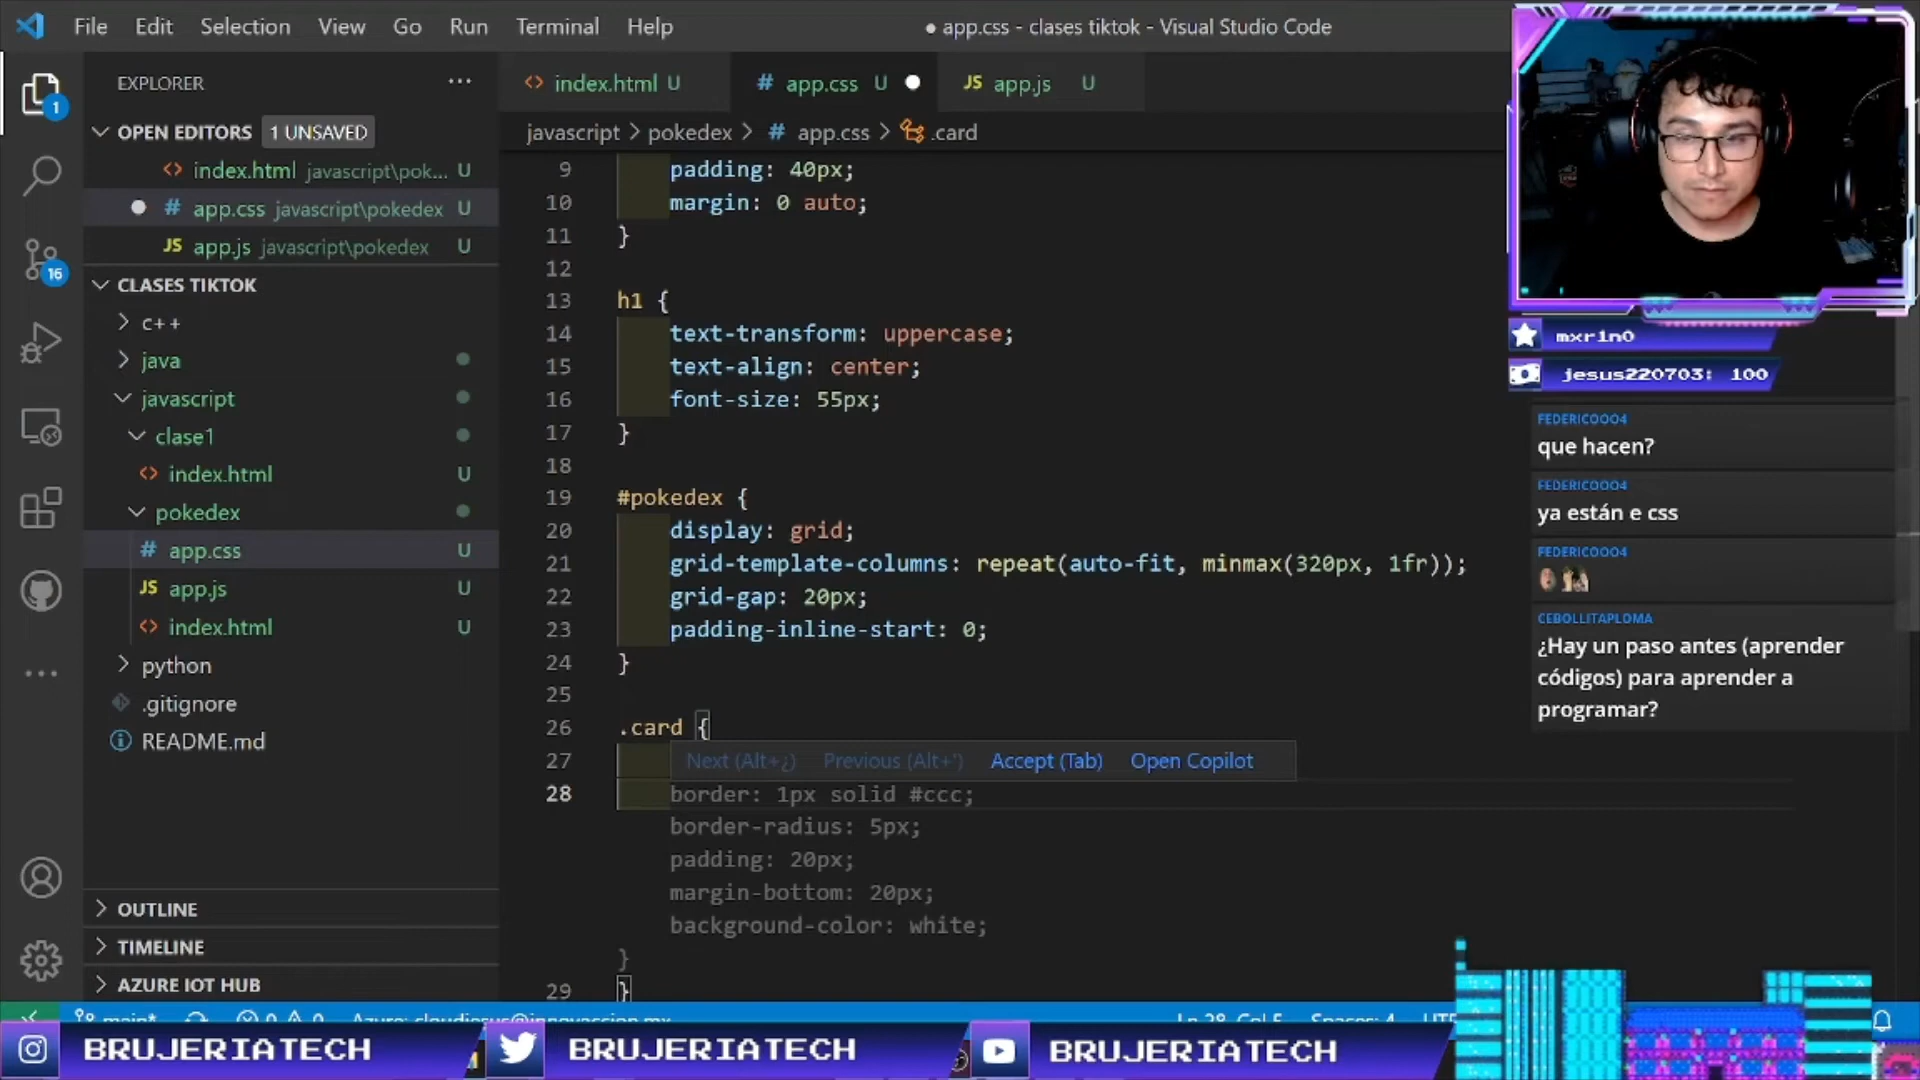 File Edit Selection View Go Run Terminal Help
● app.css - clases tiktok - Visual Studio Code
EXPLORER
OPEN EDITORS 1 UNSAVED
index.html javascript\pok... U
# app.css javascript\pokedex U
JS app.js javascript\pokedex U
CLASES TIKTOK
c++
java
javascript
clase1
index.html U
pokedex
# app.css U
JS app.js U
index.html U
python
.gitignore
README.md
OUTLINE
TIMELINE
AZURE IOT HUB
1
16
index.html U # app.css U JS app.js U
javascript > pokedex > # app.css > .card
9 padding: 40px;
10 margin: 0 auto;
11 }
12
13 h1 {
14 text-transform: uppercase;
15 text-align: center;
16 font-size: 55px;
17 }
18
19 #pokedex {
20 display: grid;
21 grid-template-columns: repeat(auto-fit, minmax(320px, 1fr));
22 grid-gap: 20px;
23 padding-inline-start: 0;
24 }
25
26 .card {
27
Next (Alt+¿) Previous (Alt+') Accept (Tab) Open Copilot
28 border: 1px solid #ccc;
border-radius: 5px;
padding: 20px;
margin-bottom: 20px;
background-color: white;
}
29 }
mxr1n0
jesus220703: 100
FEDERICOOO4
que hacen?
FEDERICOOO4
ya están e css
FEDERICOOO4
CEBOLLITAPLOMA
¿Hay un paso antes (aprender
códigos) para aprender a
programar?
BRUJERIATECH BRUJERIATECH BRUJERIATECH